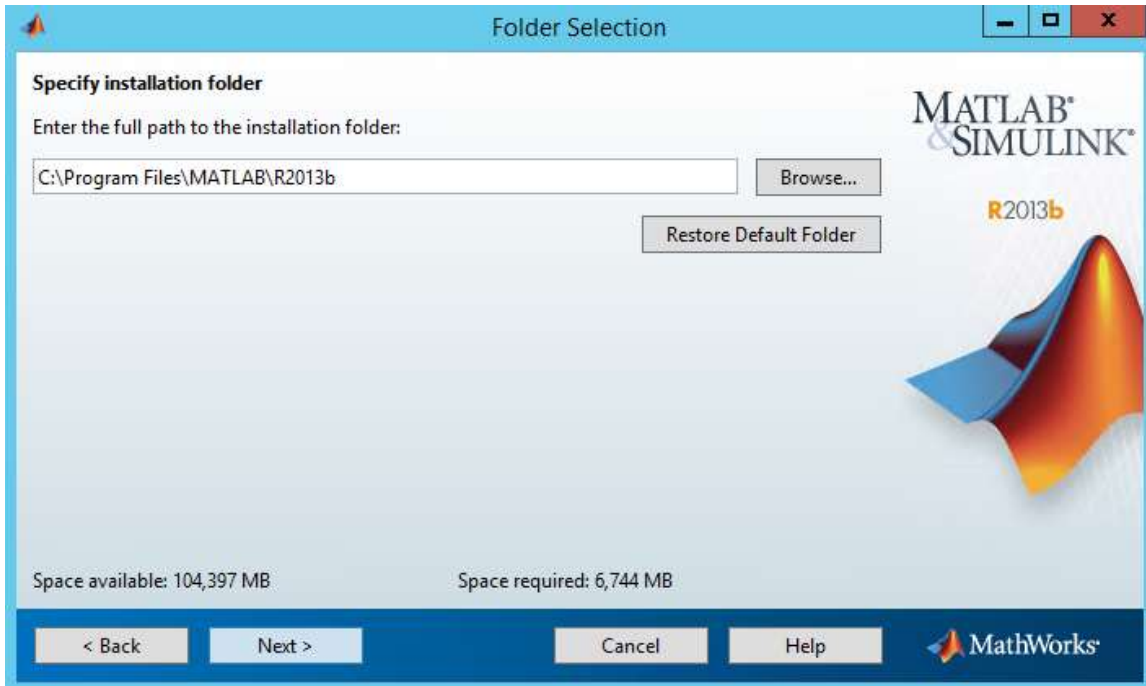 Folder Selection
Specify installation folder
Enter the full path to the installation folder:
C:\Program Files\MATLAB\R2013b
Browse...
Restore Default Folder
MATLAB®
&SIMULINK®
R2013b
Space available: 104,397 MB
Space required: 6,744 MB
< Back
Next >
Cancel
Help
MathWorks®